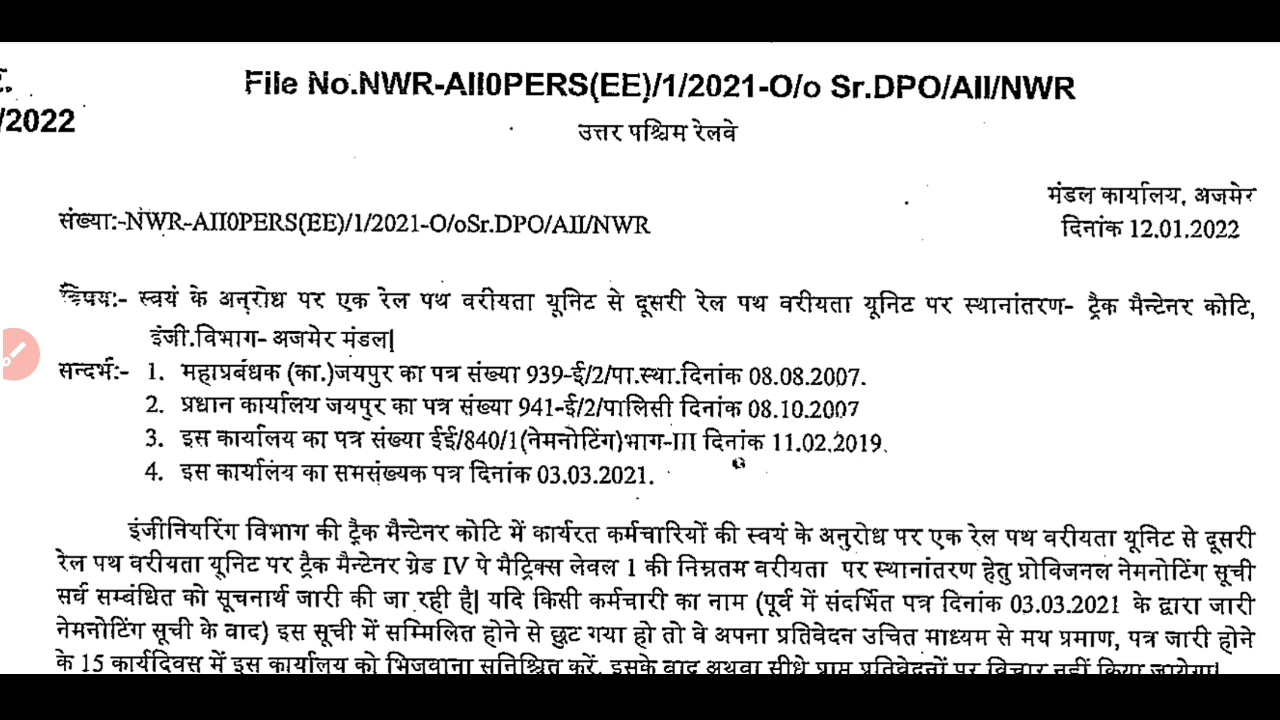 File No.NWR-AII0PERS(EE)/1/2021-O/o Sr.DPO/AII/NWR
/2022
उत्तर पश्चिम रेलवे
मंडल कार्यालय, अजमेर
संख्या:-NWR-AII0PERS(EE)/1/2021-O/oSr.DPO/AII/NWR
दिनांक 12.01.2022
विषय:- स्वयं के अनुरोध पर एक रेल पथ वरीयता यूनिट से दूसरी रेल पथ वरीयता यूनिट पर स्थानांतरण- ट्रैक मैन्टेनर कोटि,
इंजी.विभाग- अजमेर मंडल|
सन्दर्भ:- 1. महाप्रबंधक (का.)जयपुर का पत्र संख्या 939-ई/2/पा.स्था.दिनांक 08.08.2007.
2. प्रधान कार्यालय जयपुर का पत्र संख्या 941-ई/2/पालिसी दिनांक 08.10.2007
3. इस कार्यालय का पत्र संख्या ईई/840/1(नेमनोटिंग)भाग-III दिनांक 11.02.2019.
4. इस कार्यालय का समसंख्यक पत्र दिनांक 03.03.2021.
इंजीनियरिंग विभाग की ट्रैक मैन्टेनर कोटि में कार्यरत कर्मचारियों की स्वयं के अनुरोध पर एक रेल पथ वरीयता यूनिट से दूसरी
रेल पथ वरीयता यूनिट पर ट्रैक मैन्टेनर ग्रेड IV पे मैट्रिक्स लेवल 1 की निम्नतम वरीयता पर स्थानांतरण हेतु प्रोविजनल नेमनोटिंग सूची
सर्व सम्बंधित को सूचनार्थ जारी की जा रही है| यदि किसी कर्मचारी का नाम (पूर्व में संदर्भित पत्र दिनांक 03.03.2021 के द्वारा जारी
नेमनोटिंग सूची के बाद) इस सूची में सम्मिलित होने से छूट गया हो तो वे अपना प्रतिवेदन उचित माध्यम से मय प्रमाण, पत्र जारी होने
के 15 कार्यदिवस में इस कार्यालय को भिजवाना सुनिश्चित करें, इसके बाद अथवा सीधे प्राप्त प्रतिवेदनों पर विचार नहीं किया जायेगा|